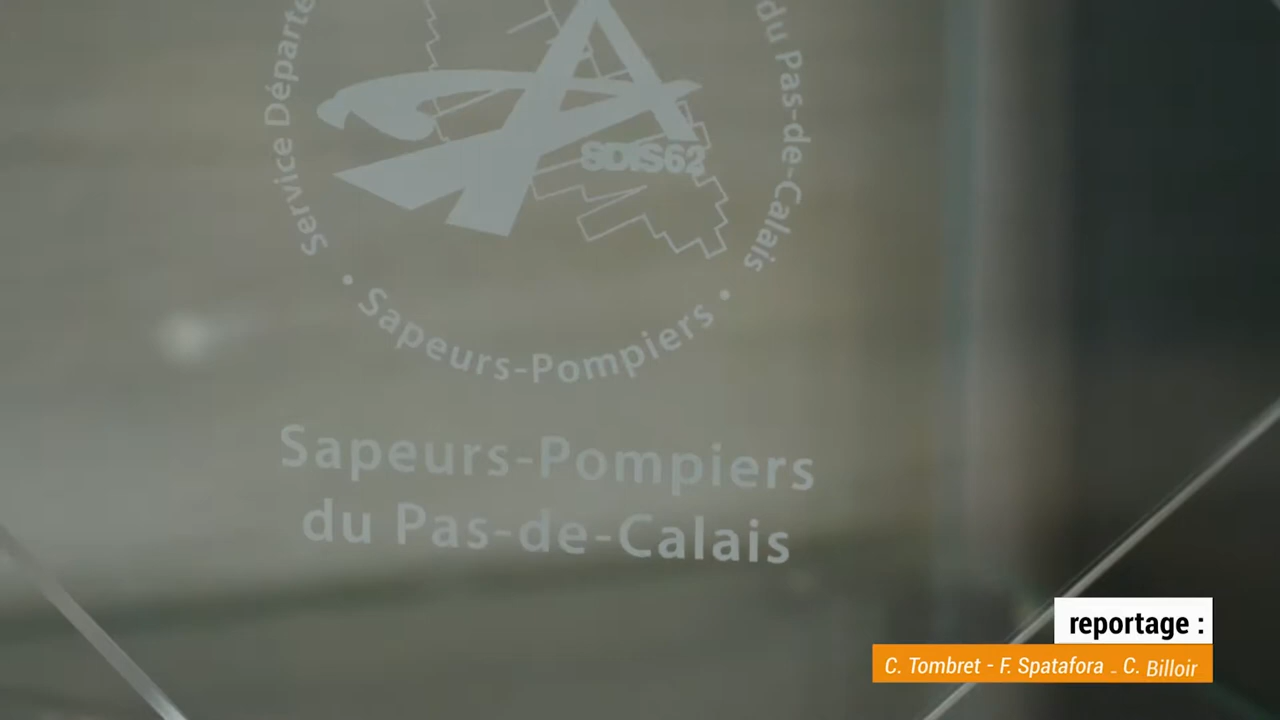 Service Départe
du Pas-de-Calais
SDIS62
• Sapeurs-Pompiers •
Sapeurs-Pompiers
du Pas-de-Calais
reportage :
C. Tombret - F. Spatafora - C. Billoir